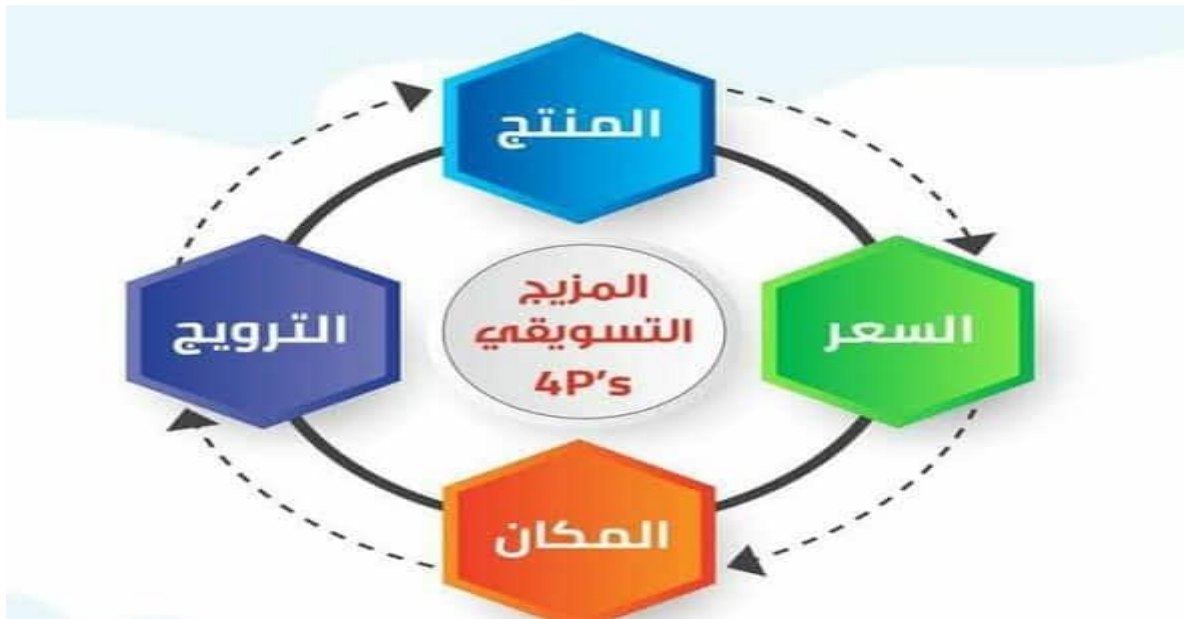 المنتج
السعر
المزيج
التسويقي
4P's
الترويج
المكان